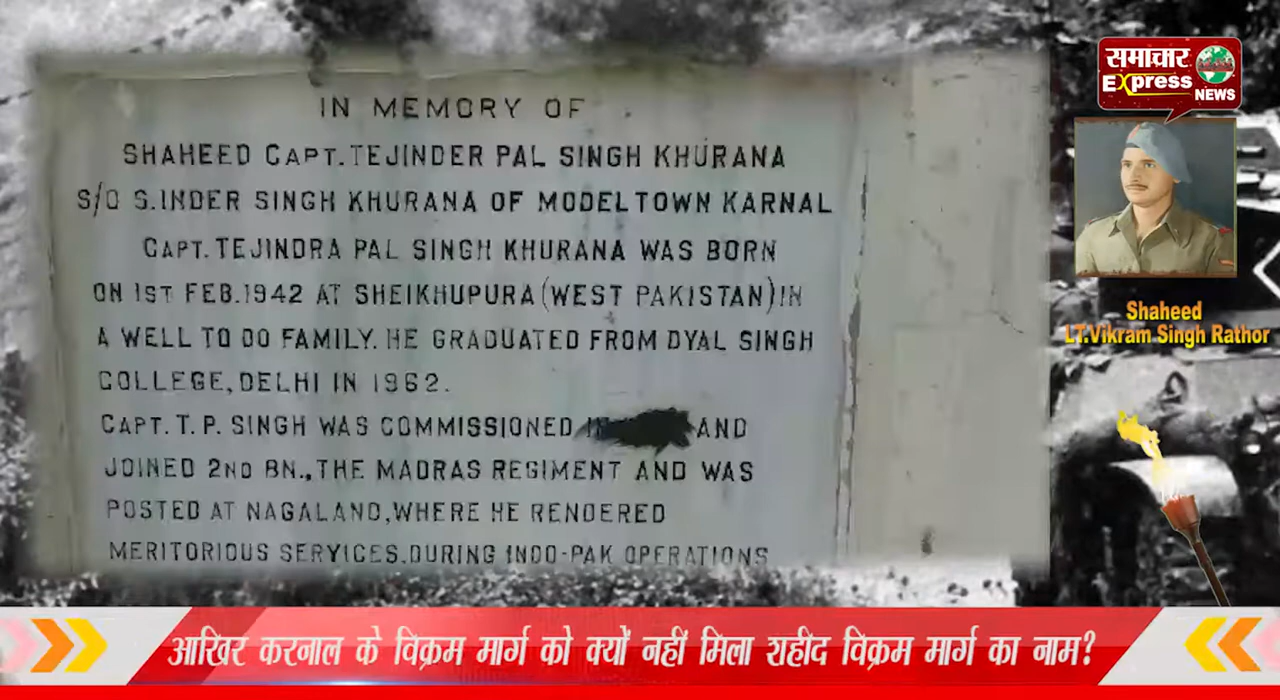 IN MEMORY OF
SHAHEED CAPT. TEJINDER PAL SINGH KHURANA
S/O S. INDER SINGH KHURANA OF MODEL TOWN KARNAL
CAPT. TEJINDRA PAL SINGH KHURANA WAS BORN
ON 1ST FEB. 1942 AT SHEIKHUPURA (WEST PAKISTAN) IN
A WELL TO DO FAMILY. HE GRADUATED FROM DYAL SINGH
COLLEGE, DELHI IN 1962.
CAPT. T. P. SINGH WAS COMMISSIONED AND
JOINED 2ND BN., THE MADRAS REGIMENT AND WAS
POSTED AT NAGALAND, WHERE HE RENDERED
MERITORIOUS SERVICES. DURING INDO-PAK OPERATIONS
समाचार
Express
NEWS
Shaheed
LT.Vikram Singh Rathor
आखिर करनाल के विक्रम मार्ग को क्यों नहीं मिला शहीद विक्रम मार्ग का नाम?